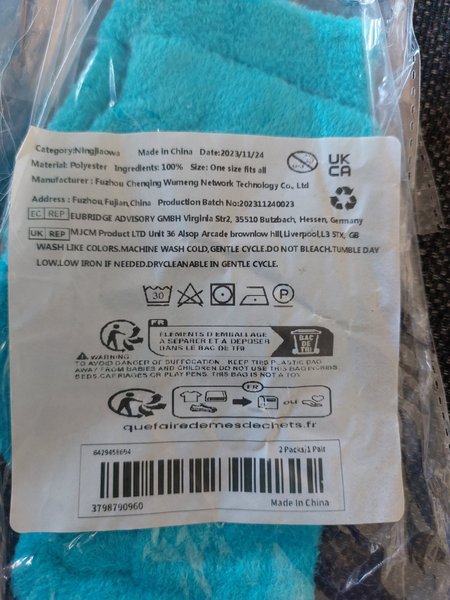 Category:Ningjiaowa Made in China Date:2023/11/24
Material: Polyester Ingredients: 100% Size: One size fits all
Manufacturer : Fuzhou Chenqing Wumeng Network Technology Co., Ltd
Address : Fuzhou,Fujian,China Production Batch No:202311240023
EC REP EUBRIDGE ADVISORY GMBH Virginia Str2, 35510 Butzbach, Hessen, Germany
UK REP MJCM Product LTD Unit 36 Alsop Arcade brownlow hill,Liverpool,L3 5TX, GB
WASH LIKE COLORS.MACHINE WASH COLD,GENTLE CYCLE.DO NOT BLEACH.TUMBLE DAY
LOW.LOW IRON IF NEEDED.DRYCLEANABLE IN GENTLE CYCLE.
UK
CA
30
P
FR
ELEMENTS D'EMBALLAGE
A SEPARER ET A DEPOSER
DANS LE BAC DE TRI
BAC
DE
TRI
WARNING
TO AVOID DANGER OF SUFFOCATION. KEEP THIS PLASTIC BAG
AWAY FROM BABIES AND CHILDREN DO NOT USE THIS BAG IN CRIBS
BEDS.CARRIAGES OR PLAY PENS. THIS BAG IS NOT A TOY
FR
ou
quefairedemesdechets.fr
6429458694 2 Packs/1 Pair
3798790960 Made In China